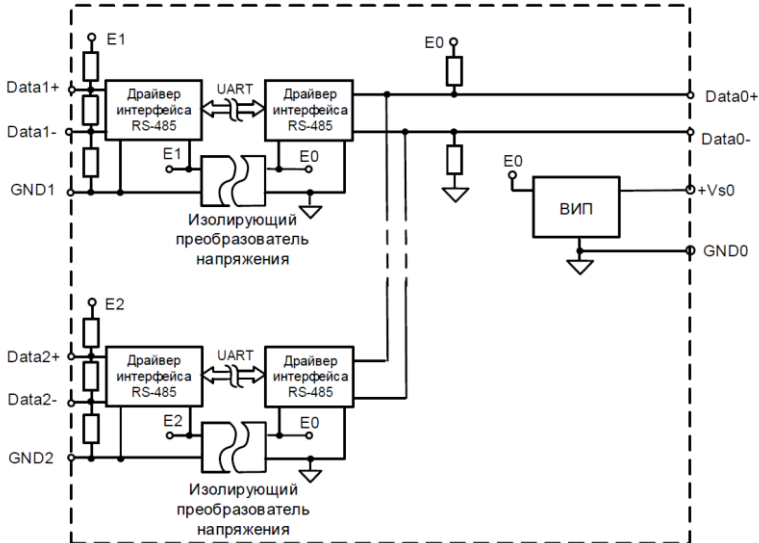 E1
E0
Data1+
Драйвер
интерфейса
RS-485
UART
Драйвер
интерфейса
RS-485
Data0+
Data1-
Data0-
E1
E0
E0
GND1
ВИП
+Vs0
Изолирующий
преобразователь
напряжения
GND0
E2
Data2+
Драйвер
интерфейса
RS-485
UART
Драйвер
интерфейса
RS-485
Data2-
E2
E0
GND2
Изолирующий
преобразователь
напряжения